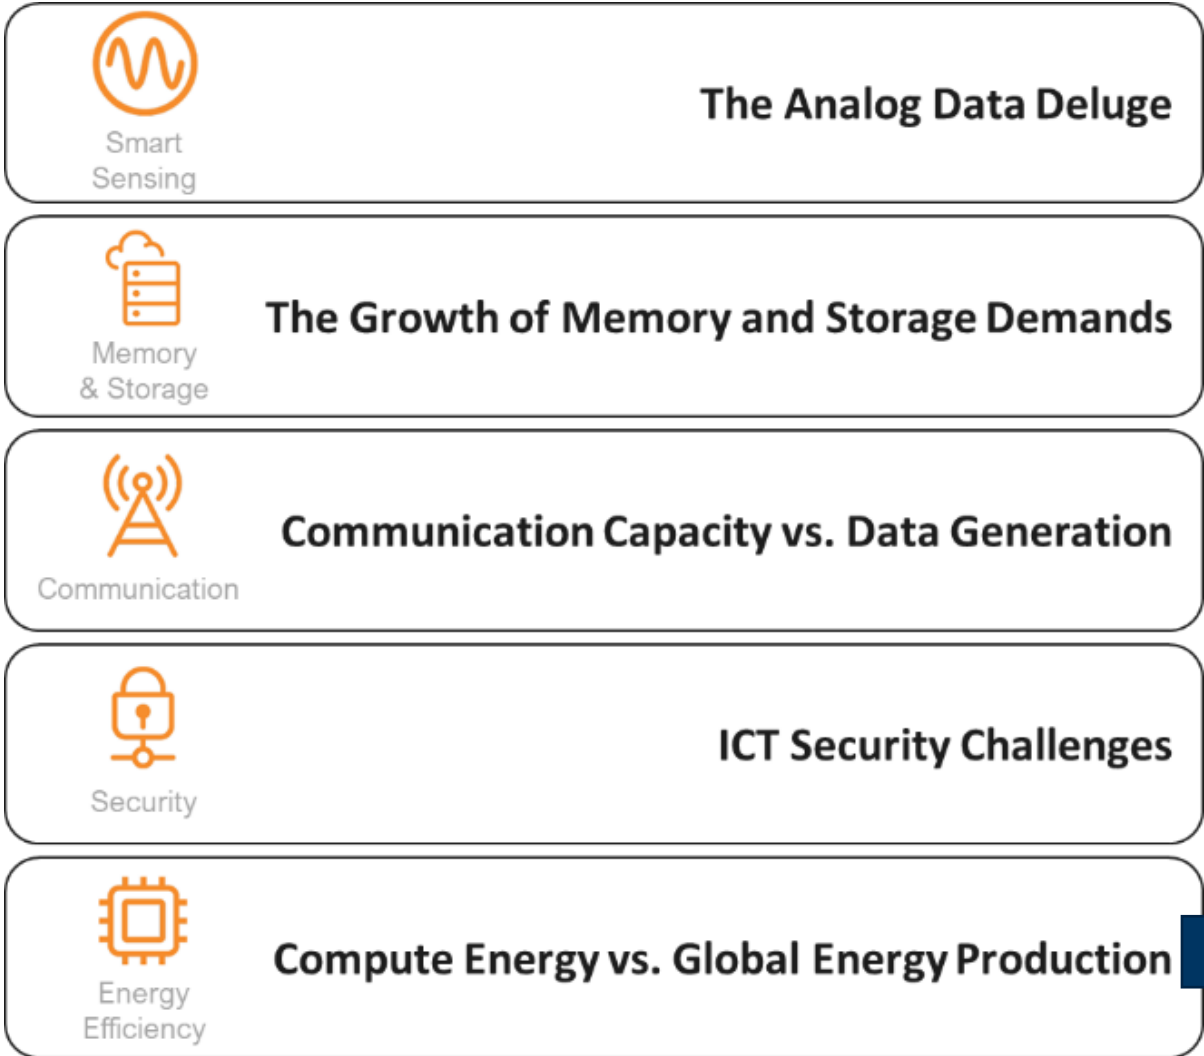 Smart
Sensing
The Analog Data Deluge
Memory
& Storage
The Growth of Memory and Storage Demands
Communication
Communication Capacity vs. Data Generation
Security
ICT Security Challenges
Energy
Efficiency
Compute Energy vs. Global Energy Production